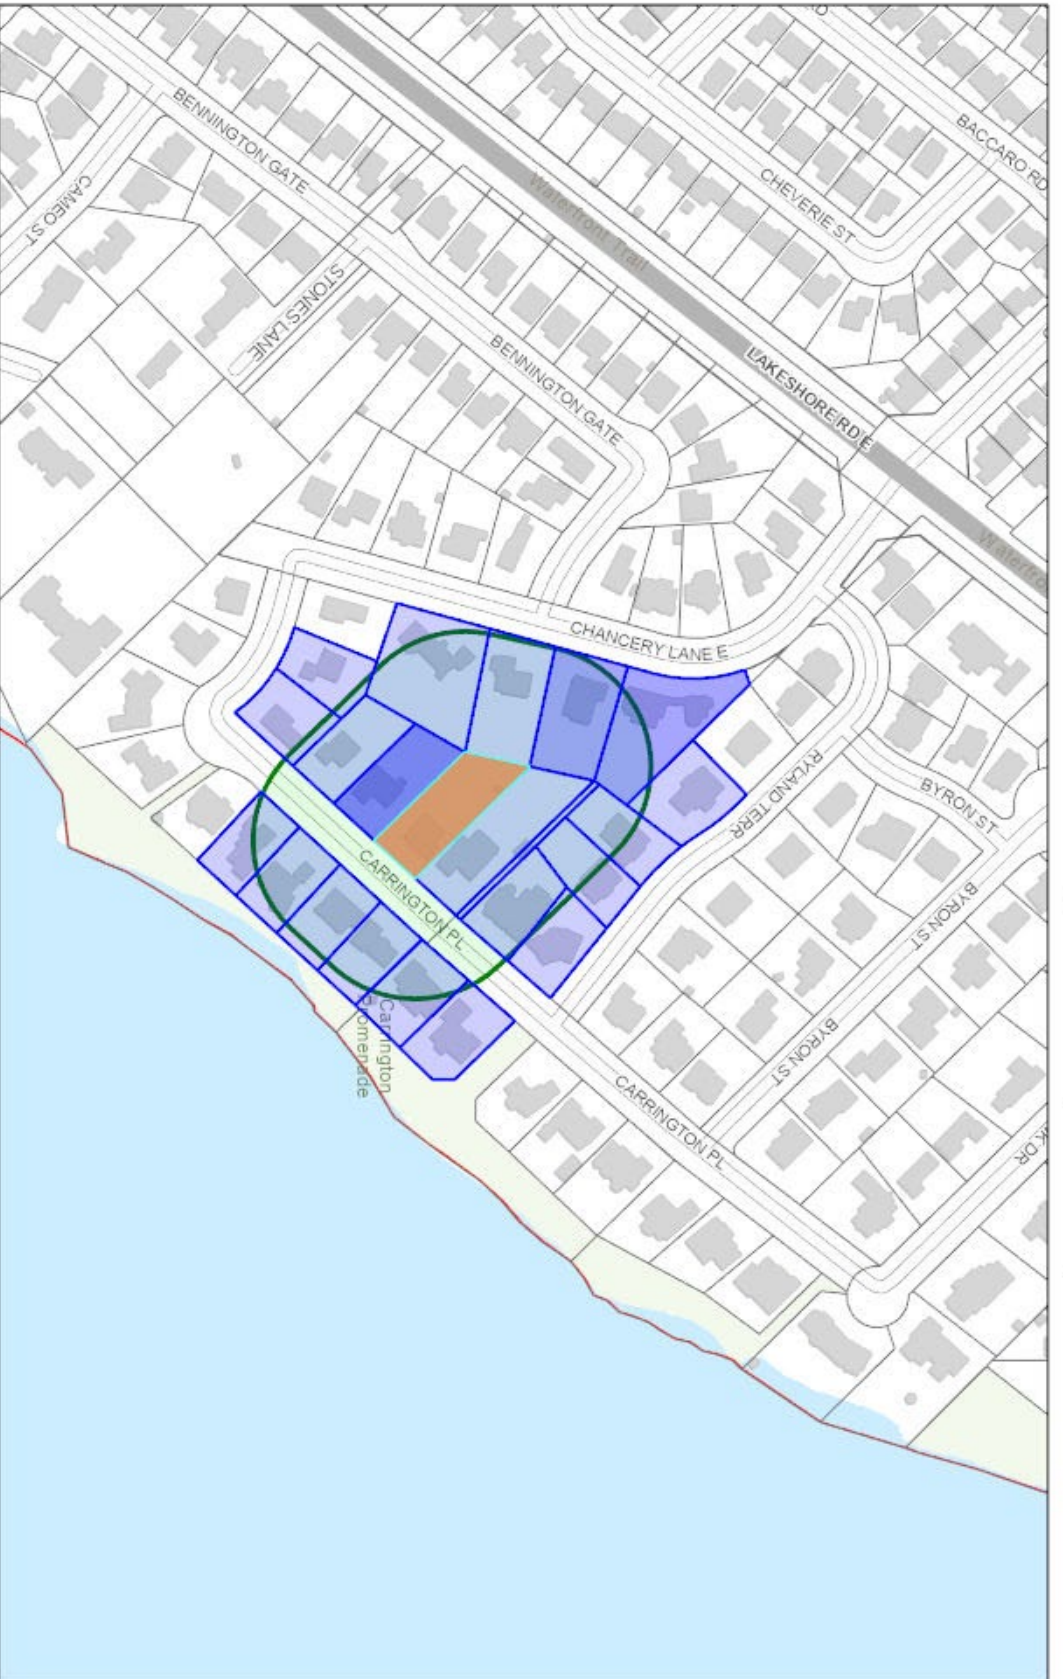 BACCARO RD
BENNINGTON GATE
CHEVERIE ST
CAMEO ST
Waterfront Trail
STONES LANE
BENNINGTON GATE
LAKESHORE RD E
CHANCERY LANE E
RYLAND TERR
BYRON ST
CARRINGTON PL
BYRON ST
Carrington
Promenade
BYRON ST
CARRINGTON PL